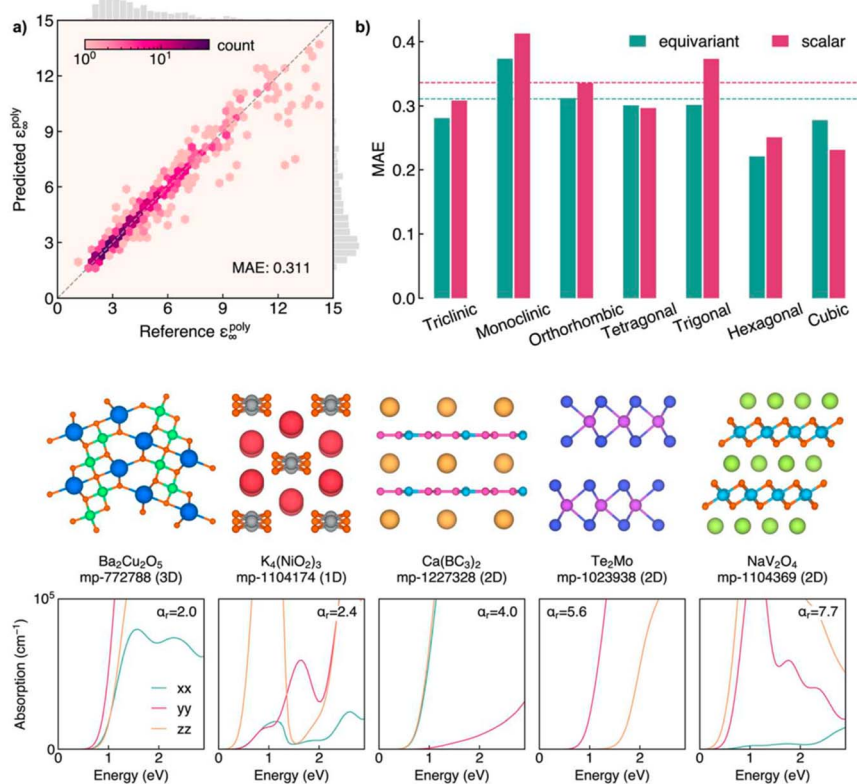 a)
15
12
9
6
3
0
Predicted ε∞^poly
10⁰ 10¹ count
MAE: 0.311
0 3 6 9 12 15
Reference ε∞^poly
b)
equivariant scalar
0.4
0.3
0.2
0.1
0.0
MAE
Triclinic Monoclinic Orthorhombic Tetragonal Trigonal Hexagonal Cubic
Ba₂Cu₂O₅ K₄(NiO₂)₃ Ca(BC₃)₂ Te₂Mo NaV₂O₄
mp-772788 (3D) mp-1104174 (1D) mp-1227328 (2D) mp-1023938 (2D) mp-1104369 (2D)
10⁵
αᵣ=2.0 αᵣ=2.4 αᵣ=4.0 αᵣ=5.6 αᵣ=7.7
Absorption (cm⁻¹)
xx
yy
zz
0
0 1 2 0 1 2 0 1 2 0 1 2 0 1 2
Energy (eV) Energy (eV) Energy (eV) Energy (eV) Energy (eV)